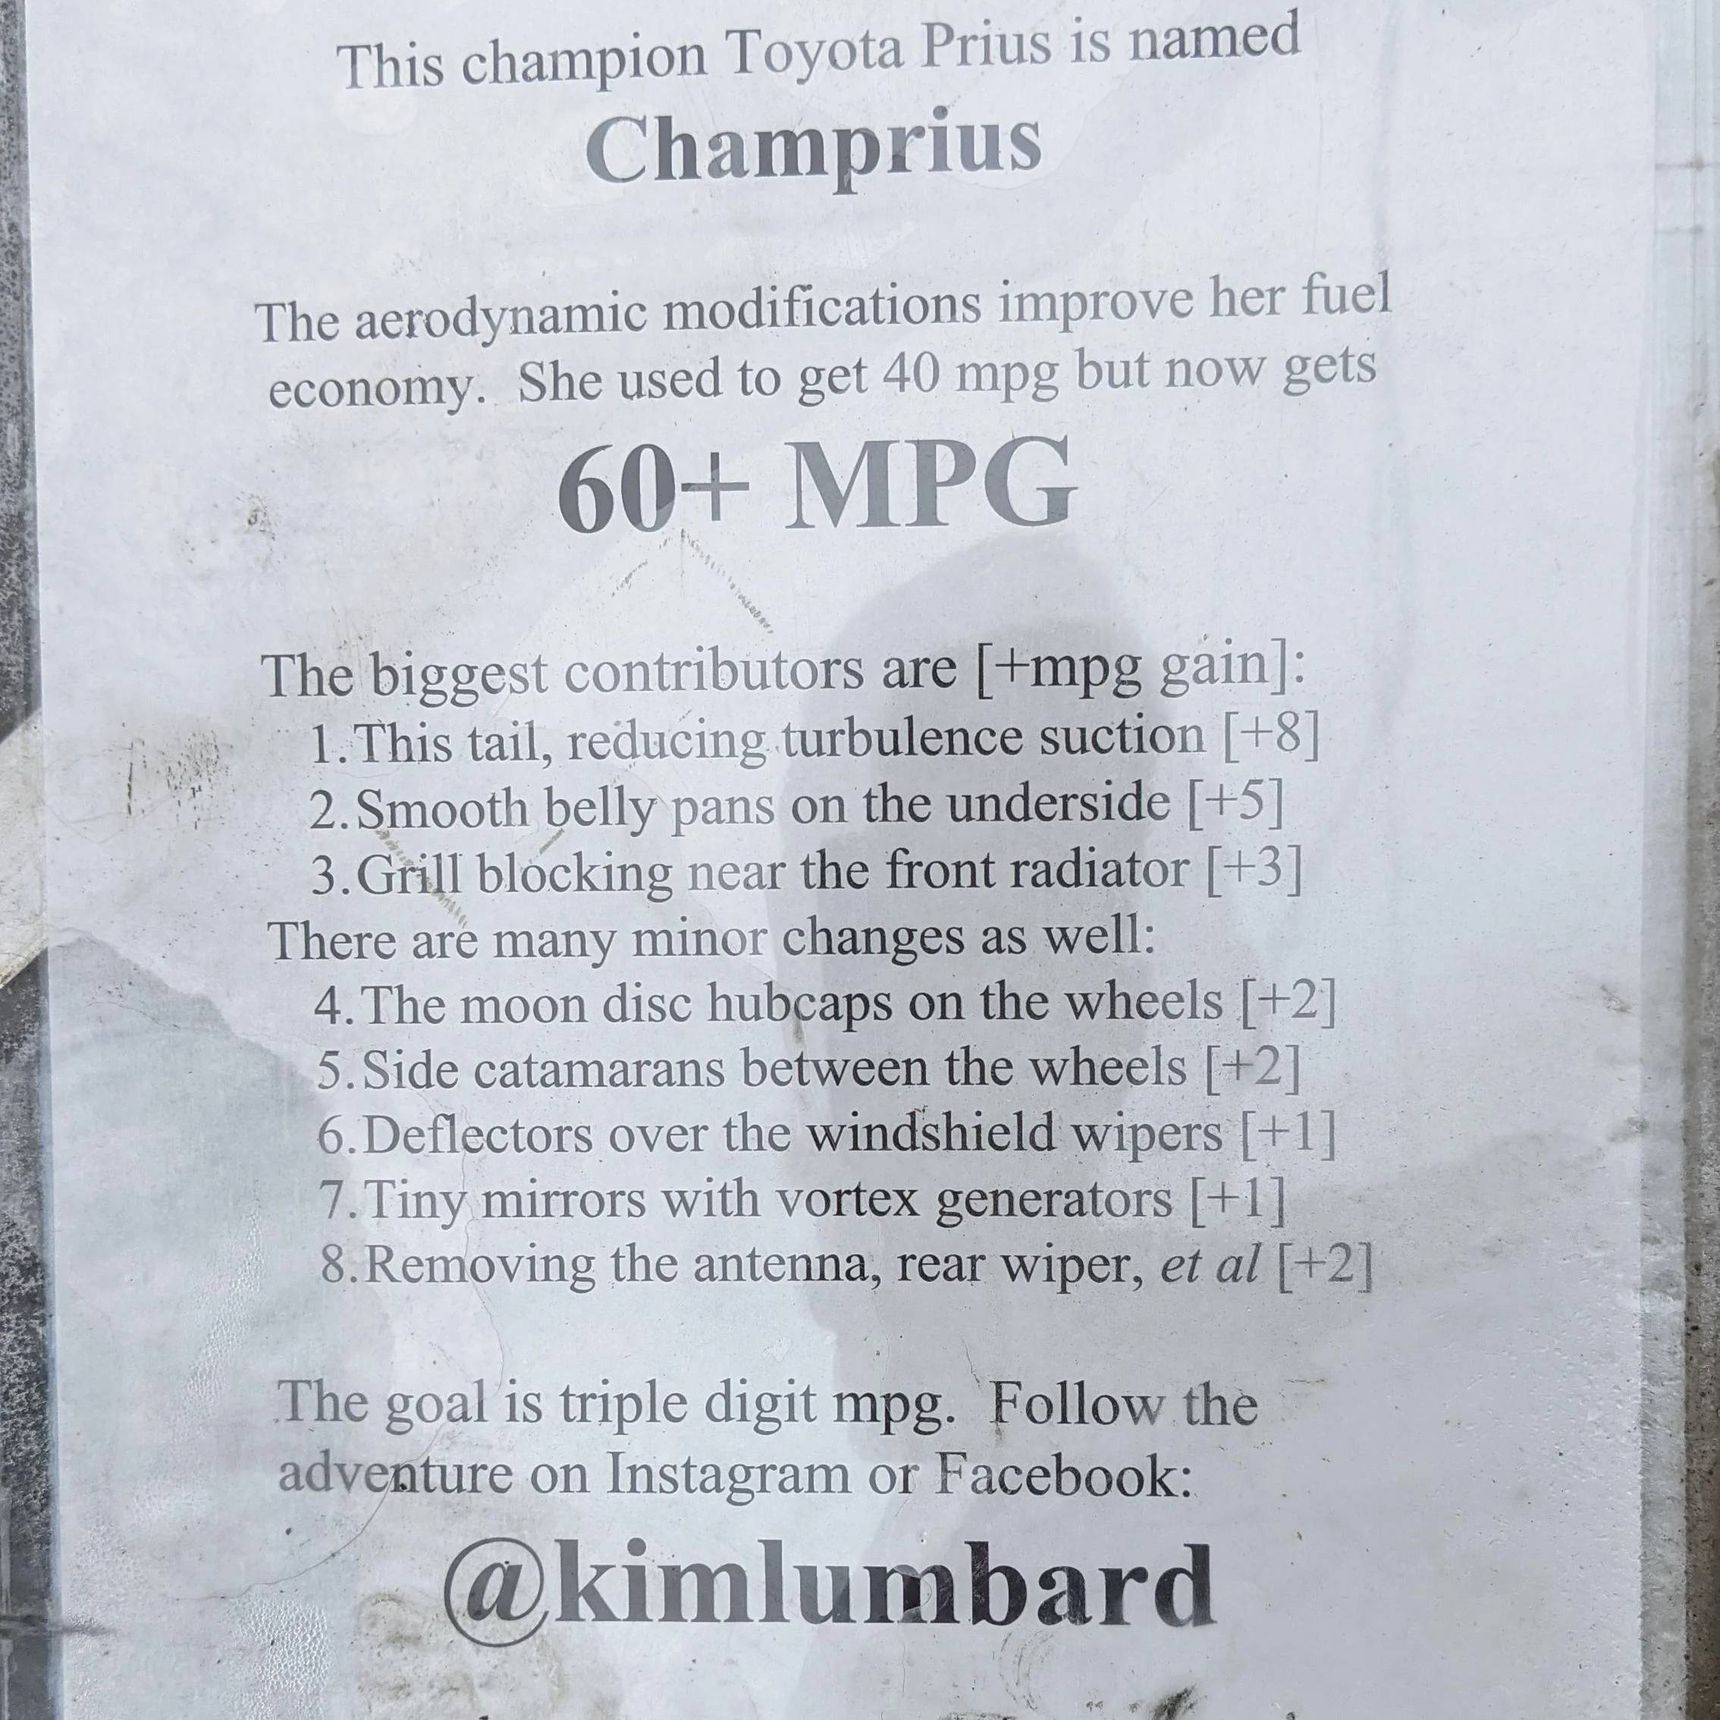 This champion Toyota Prius is named
Champrius
The aerodynamic modifications improve her fuel
economy.  She used to get 40 mpg but now gets
60+ MPG
The biggest contributors are [+mpg gain]:
1. This tail, reducing turbulence suction [+8]
2. Smooth belly pans on the underside [+5]
3. Grill blocking near the front radiator [+3]
There are many minor changes as well:
4. The moon disc hubcaps on the wheels [+2]
5. Side catamarans between the wheels [+2]
6. Deflectors over the windshield wipers [+1]
7. Tiny mirrors with vortex generators [+1]
8. Removing the antenna, rear wiper, et al [+2]
The goal is triple digit mpg.  Follow the
adventure on Instagram or Facebook:
@kimlumbard